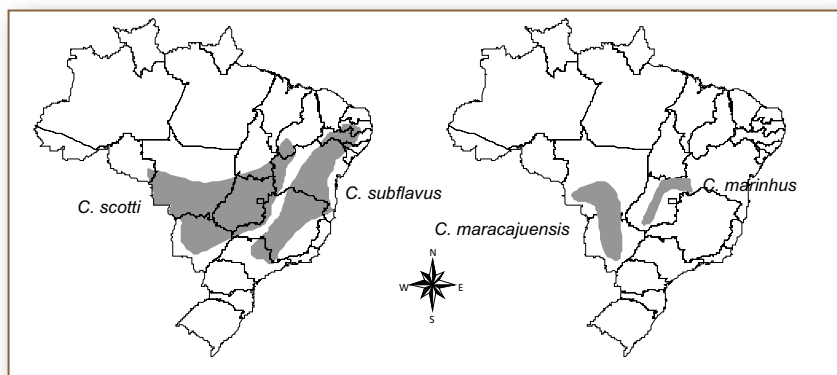 C. scotti
C. subflavus
C. maracajuensis
C. marinhus
N
W
E
S